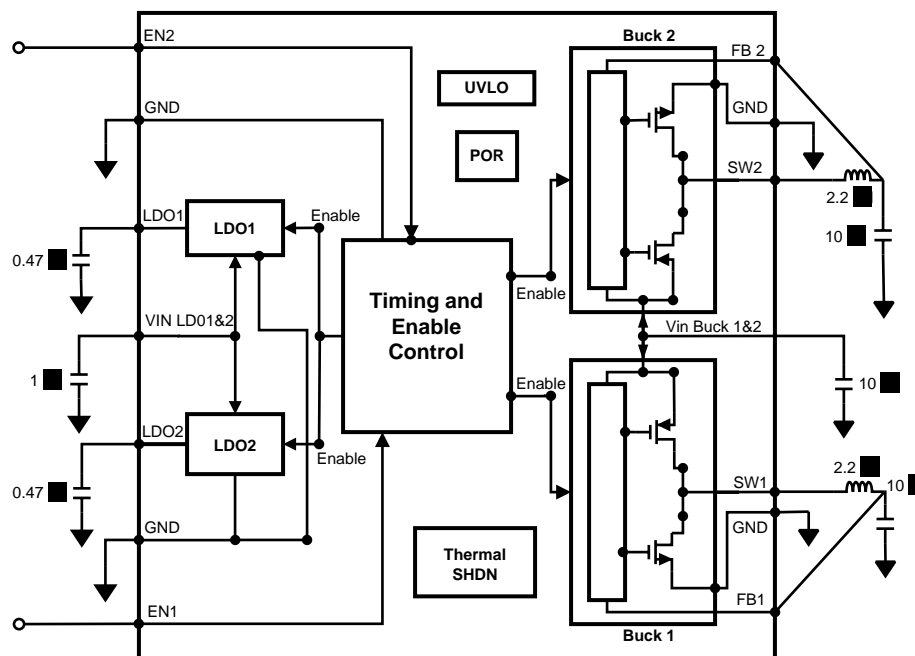 EN2
Buck 2
FB 2
UVLO
GND
GND
POR
SW2
LDO1
LDO1
Enable
2.2
10
0.47
Timing and
Enable
Control
Enable
VIN LD01&2
Vin Buck 1&2
1
10
Enable
LDO2
LDO2
Enable
2.2
10
SW1
0.47
GND
GND
Thermal
SHDN
EN1
FB1
Buck 1